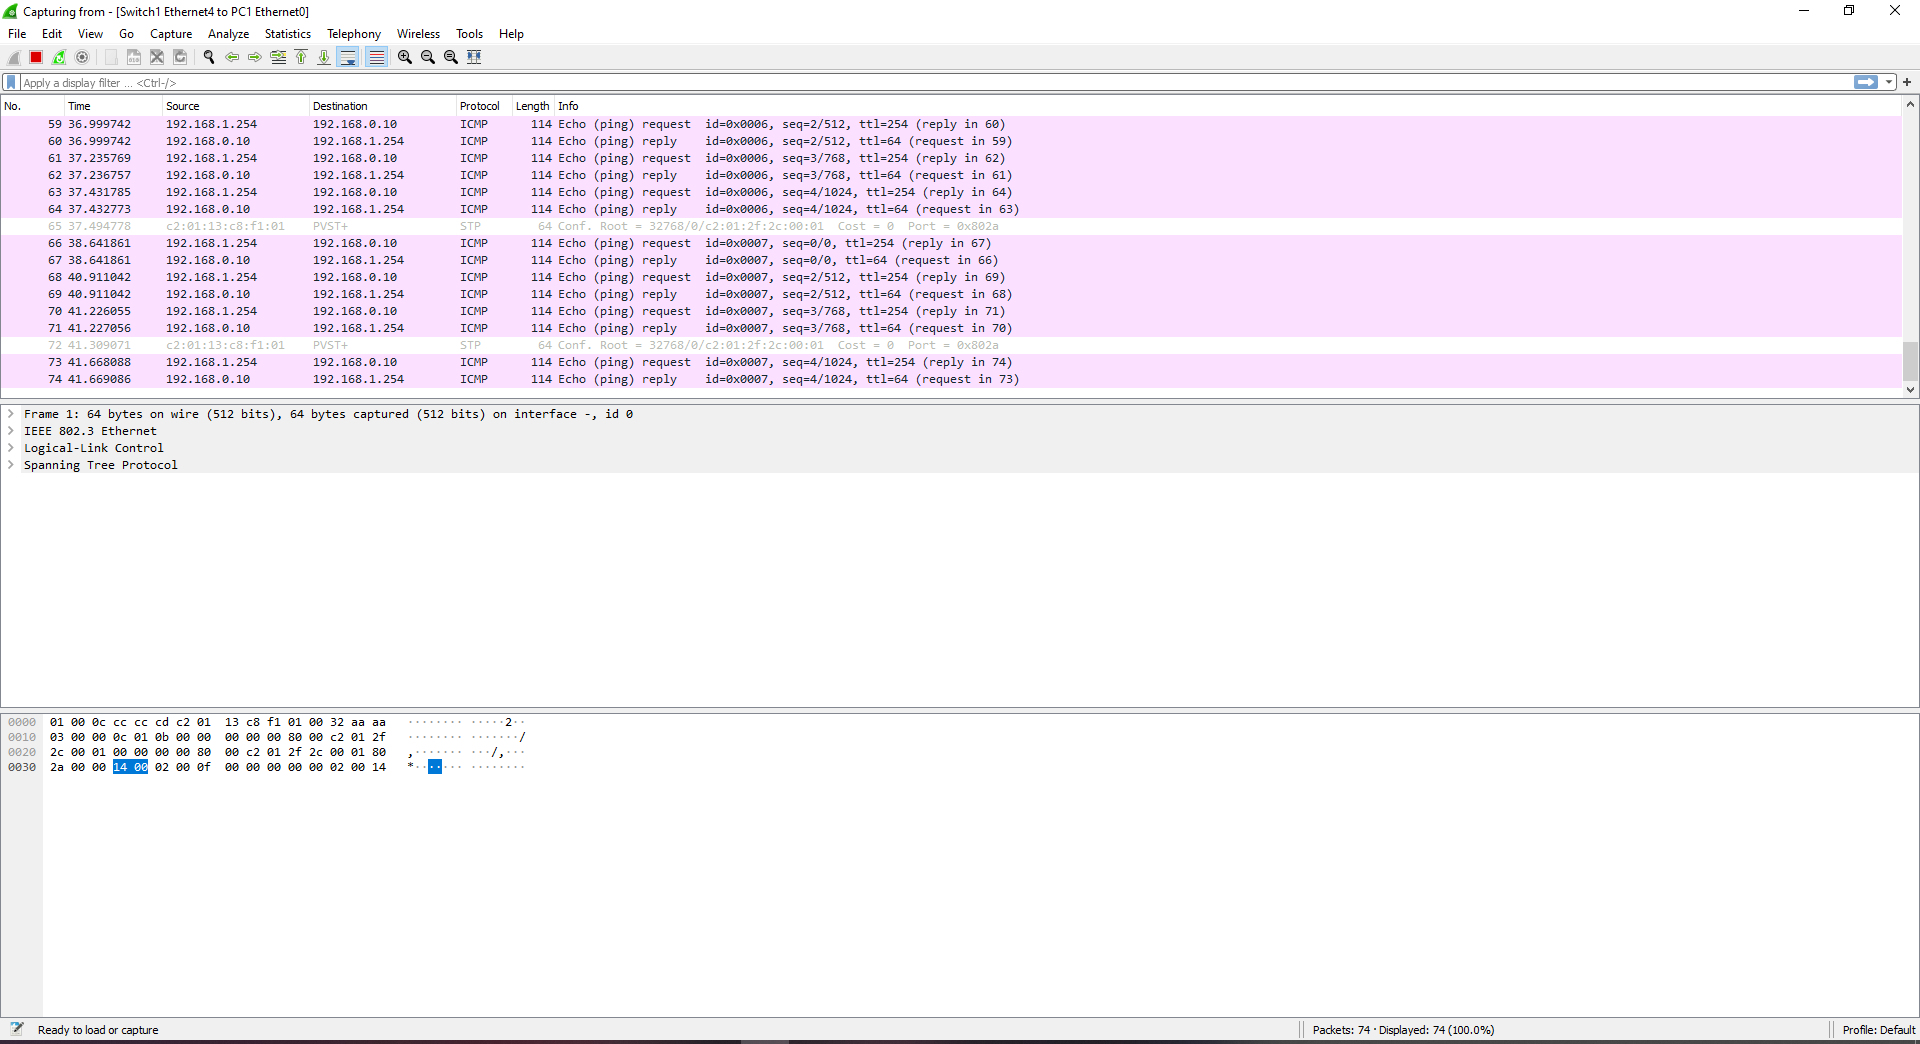 Capturing from - [Switch1 Ethernet4 to PC1 Ethernet0]
File Edit View Go Capture Analyze Statistics Telephony Wireless Tools Help
Apply a display filter ... <Ctrl-/>
No. Time Source Destination Protocol Length Info
59 36.999742 192.168.1.254 192.168.0.10 ICMP 114 Echo (ping) request id=0x0006, seq=2/512, ttl=254 (reply in 60)
60 36.999742 192.168.0.10 192.168.1.254 ICMP 114 Echo (ping) reply id=0x0006, seq=2/512, ttl=64 (request in 59)
61 37.235769 192.168.1.254 192.168.0.10 ICMP 114 Echo (ping) request id=0x0006, seq=3/768, ttl=254 (reply in 62)
62 37.236757 192.168.0.10 192.168.1.254 ICMP 114 Echo (ping) reply id=0x0006, seq=3/768, ttl=64 (request in 61)
63 37.431785 192.168.1.254 192.168.0.10 ICMP 114 Echo (ping) request id=0x0006, seq=4/1024, ttl=254 (reply in 64)
64 37.432773 192.168.0.10 192.168.1.254 ICMP 114 Echo (ping) reply id=0x0006, seq=4/1024, ttl=64 (request in 63)
65 37.494778 c2:01:13:c8:f1:01 PVST+ STP 64 Conf. Root = 32768/0/c2:01:2f:2c:00:01 Cost = 0 Port = 0x802a
66 38.641861 192.168.1.254 192.168.0.10 ICMP 114 Echo (ping) request id=0x0007, seq=0/0, ttl=254 (reply in 67)
67 38.641861 192.168.0.10 192.168.1.254 ICMP 114 Echo (ping) reply id=0x0007, seq=0/0, ttl=64 (request in 66)
68 40.911042 192.168.1.254 192.168.0.10 ICMP 114 Echo (ping) request id=0x0007, seq=2/512, ttl=254 (reply in 69)
69 40.911042 192.168.0.10 192.168.1.254 ICMP 114 Echo (ping) reply id=0x0007, seq=2/512, ttl=64 (request in 68)
70 41.226055 192.168.1.254 192.168.0.10 ICMP 114 Echo (ping) request id=0x0007, seq=3/768, ttl=254 (reply in 71)
71 41.227056 192.168.0.10 192.168.1.254 ICMP 114 Echo (ping) reply id=0x0007, seq=3/768, ttl=64 (request in 70)
72 41.309071 c2:01:13:c8:f1:01 PVST+ STP 64 Conf. Root = 32768/0/c2:01:2f:2c:00:01 Cost = 0 Port = 0x802a
73 41.668088 192.168.1.254 192.168.0.10 ICMP 114 Echo (ping) request id=0x0007, seq=4/1024, ttl=254 (reply in 74)
74 41.669086 192.168.0.10 192.168.1.254 ICMP 114 Echo (ping) reply id=0x0007, seq=4/1024, ttl=64 (request in 73)
Frame 1: 64 bytes on wire (512 bits), 64 bytes captured (512 bits) on interface -, id 0
IEEE 802.3 Ethernet
Logical-Link Control
Spanning Tree Protocol
0000 01 00 0c cc cc cd c2 01 13 c8 f1 01 00 32 aa aa ········ ·····2··
0010 03 00 00 0c 01 0b 00 00 00 00 00 80 00 c2 01 2f ········ ·······/
0020 2c 00 01 00 00 00 00 80 00 c2 01 2f 2c 00 01 80 ,······· ···/,···
0030 2a 00 00 14 00 02 00 0f 00 00 00 00 00 02 00 14 *······· ········
Ready to load or capture
Packets: 74 · Displayed: 74 (100.0%)
Profile: Default